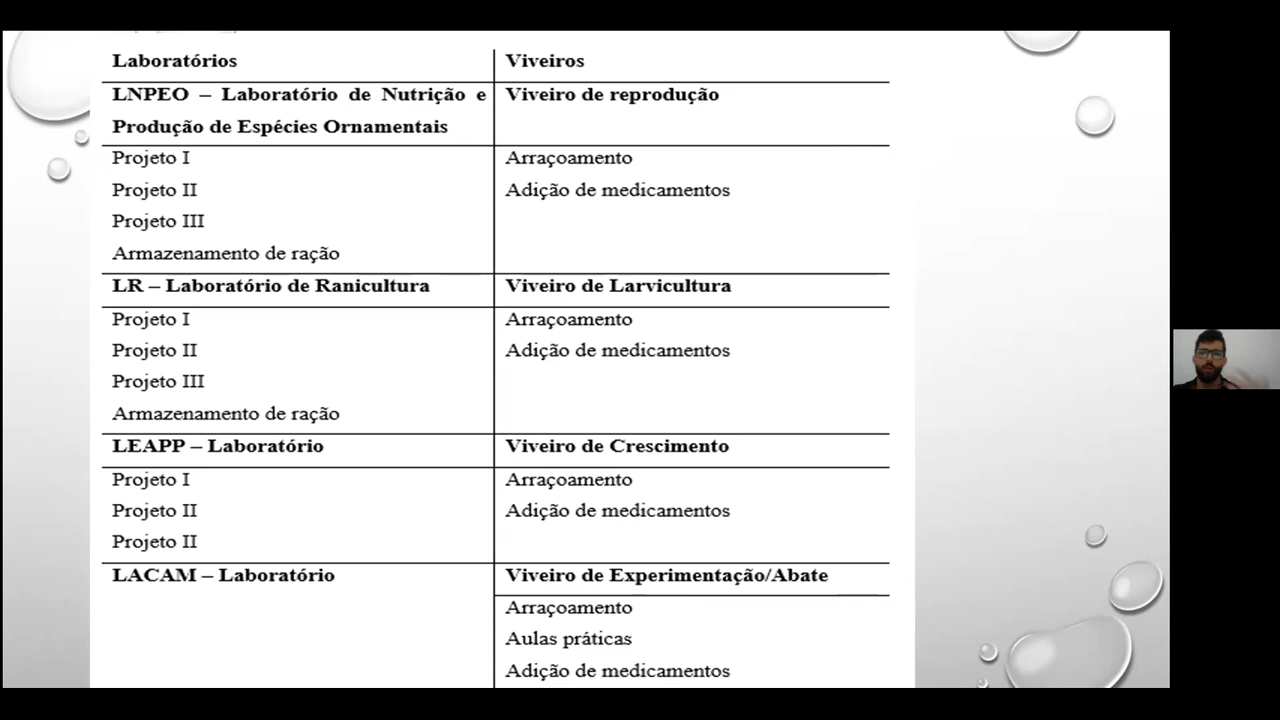 Laboratórios Viveiros
LNPEO – Laboratório de Nutrição e Viveiro de reprodução
Produção de Espécies Ornamentais
Projeto I Arraçoamento
Projeto II Adição de medicamentos
Projeto III
Armazenamento de ração
LR – Laboratório de Ranicultura Viveiro de Larvicultura
Projeto I Arraçoamento
Projeto II Adição de medicamentos
Projeto III
Armazenamento de ração
LEAPP – Laboratório Viveiro de Crescimento
Projeto I Arraçoamento
Projeto II Adição de medicamentos
Projeto II
LACAM – Laboratório Viveiro de Experimentação/Abate
Arraçoamento
Aulas práticas
Adição de medicamentos